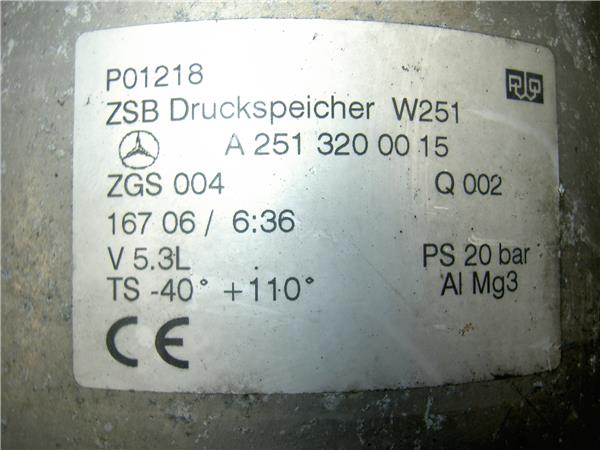 P01218
ZSB Druckspeicher W251
A 251 320 00 15
ZGS 004 Q 002
167 06 / 6:36
V 5.3L PS 20 bar
TS -40° +110° Al Mg3
CE